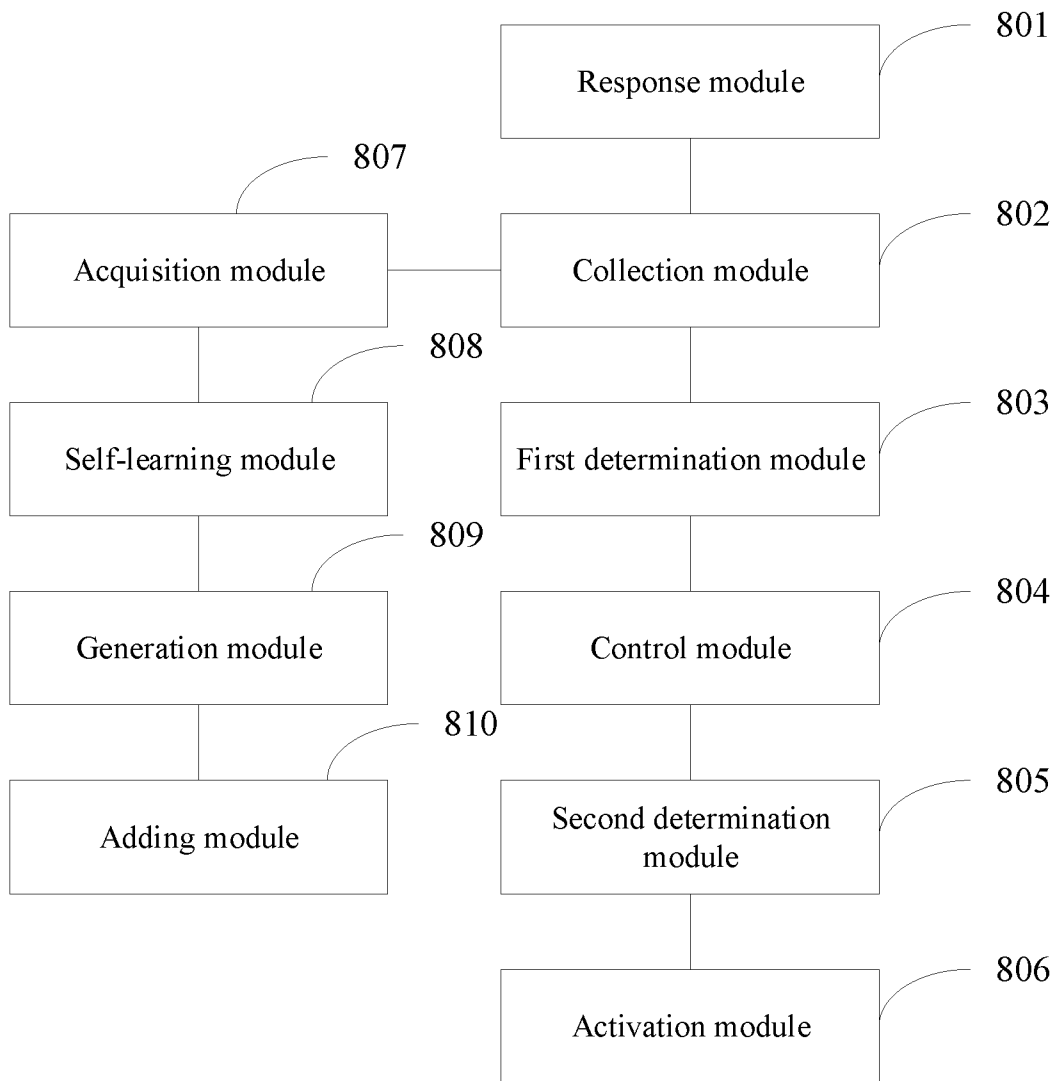 801
Response module
807
802
Acquisition module
Collection module
808
803
Self-learning module
First determination module
809
804
Generation module
Control module
810
805
Adding module
Second determination
module
806
Activation module